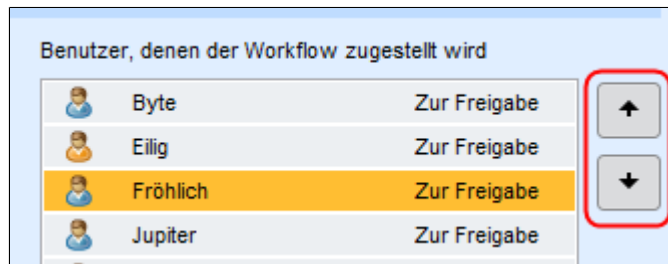 Benutzer, denen der Workflow zugestellt wird
Byte Zur Freigabe
Eilig Zur Freigabe
Fröhlich Zur Freigabe
Jupiter Zur Freigabe